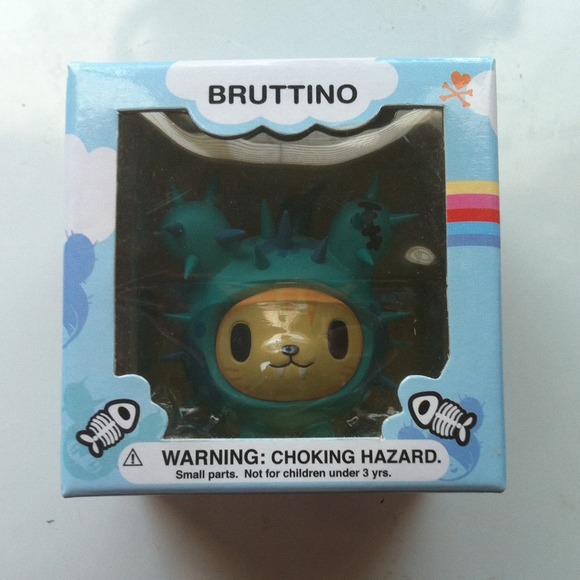 BRUTTINO
WARNING: CHOKING HAZARD.
Small parts. Not for children under 3 yrs.